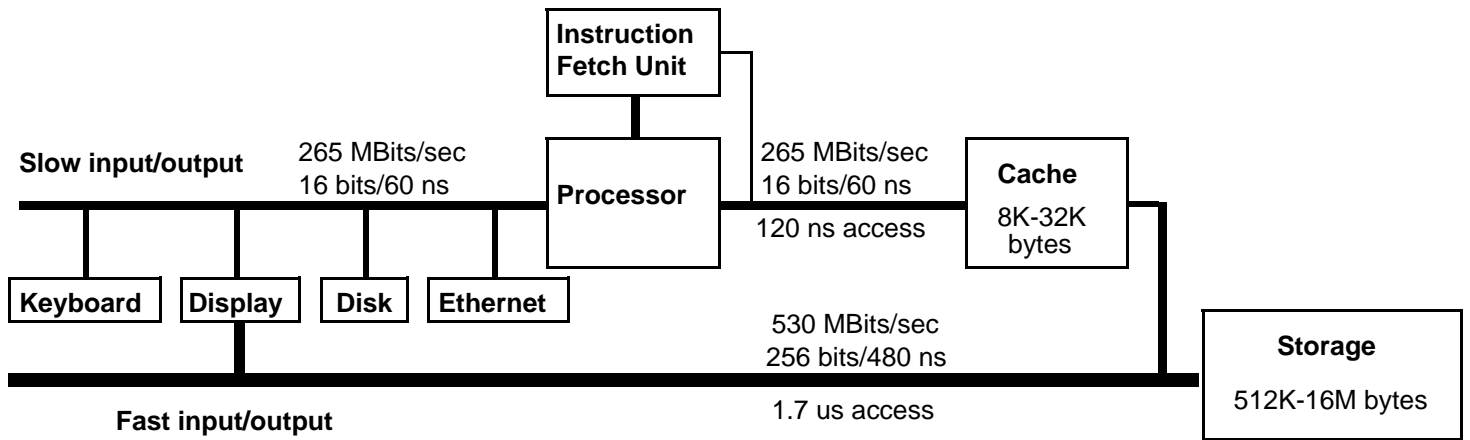 Instruction
Fetch Unit
Slow input/output
265 MBits/sec
16 bits/60 ns
Processor
265 MBits/sec
16 bits/60 ns
120 ns access
Cache
8K-32K
bytes
Keyboard
Display
Disk
Ethernet
530 MBits/sec
256 bits/480 ns
1.7 us access
Storage
512K-16M bytes
Fast input/output